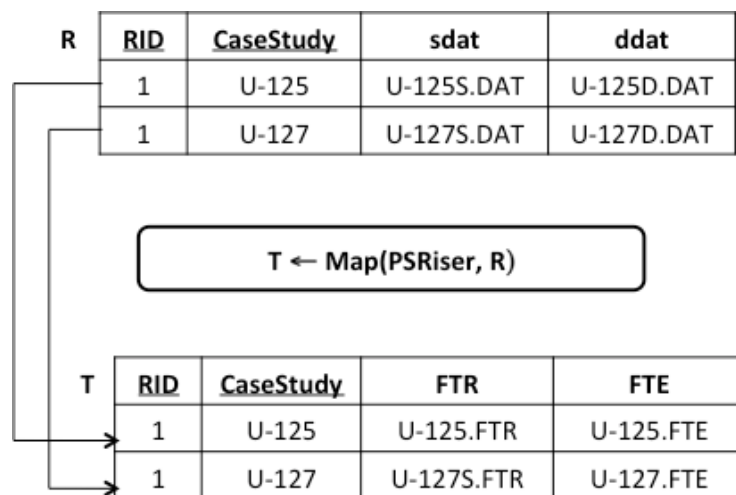 R RID CaseStudy sdat ddat
1 U-125 U-125S.DAT U-125D.DAT
1 U-127 U-127S.DAT U-127D.DAT
T ← Map(PSRiser, R)
T RID CaseStudy FTR FTE
1 U-125 U-125.FTR U-125.FTE
1 U-127 U-127S.FTR U-127.FTE